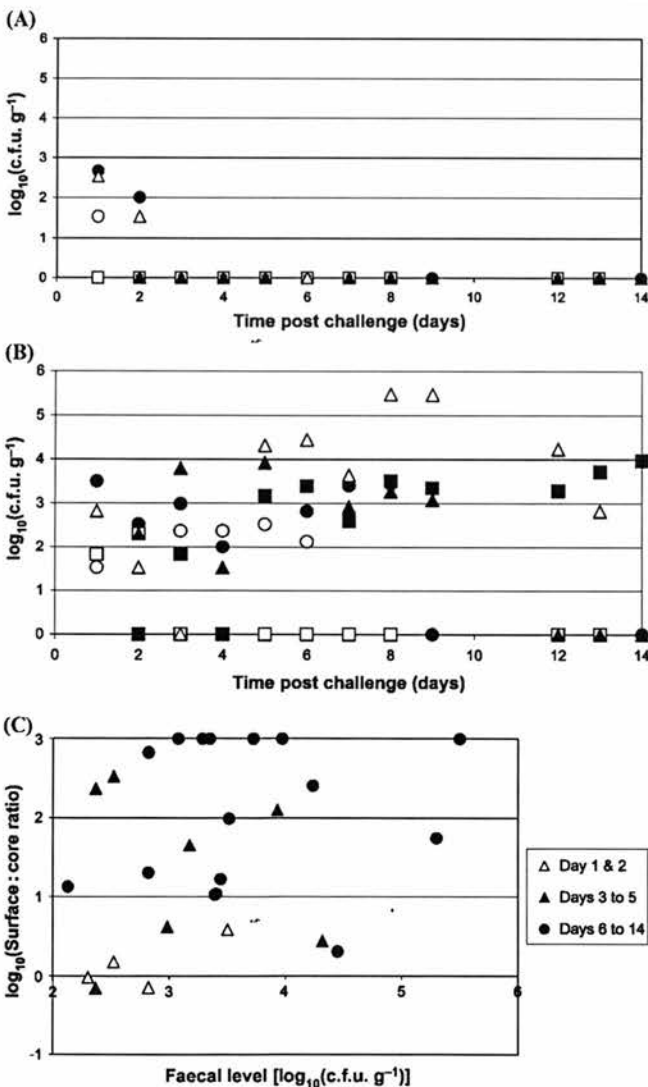 (A)
6
5
4
3
2
1
0
log₁₀(c.f.u. g⁻¹)
0 2 4 6 8 10 12 14
Time post challenge (days)
(B)
6
5
4
3
2
1
0
log₁₀(c.f.u. g⁻¹)
0 2 4 6 8 10 12 14
Time post challenge (days)
(C)
3
2
1
0
-1
log₁₀(Surface : core ratio)
2 3 4 5 6
Faecal level [log₁₀(c.f.u. g⁻¹)]
Day 1 & 2
Days 3 to 5
Days 6 to 14